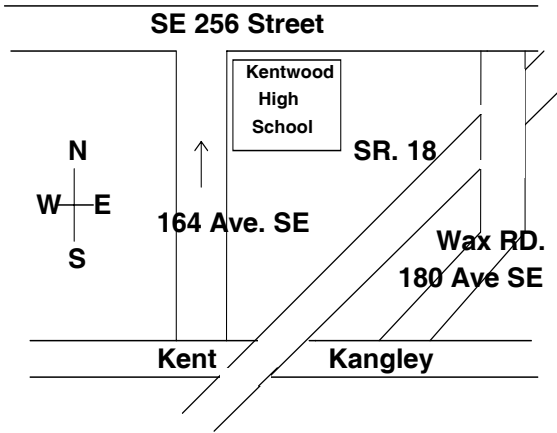 SE 256 Street
Kentwood
High
School
SR. 18
N
W E
S
164 Ave. SE
Wax RD.
180 Ave SE
Kent Kangley